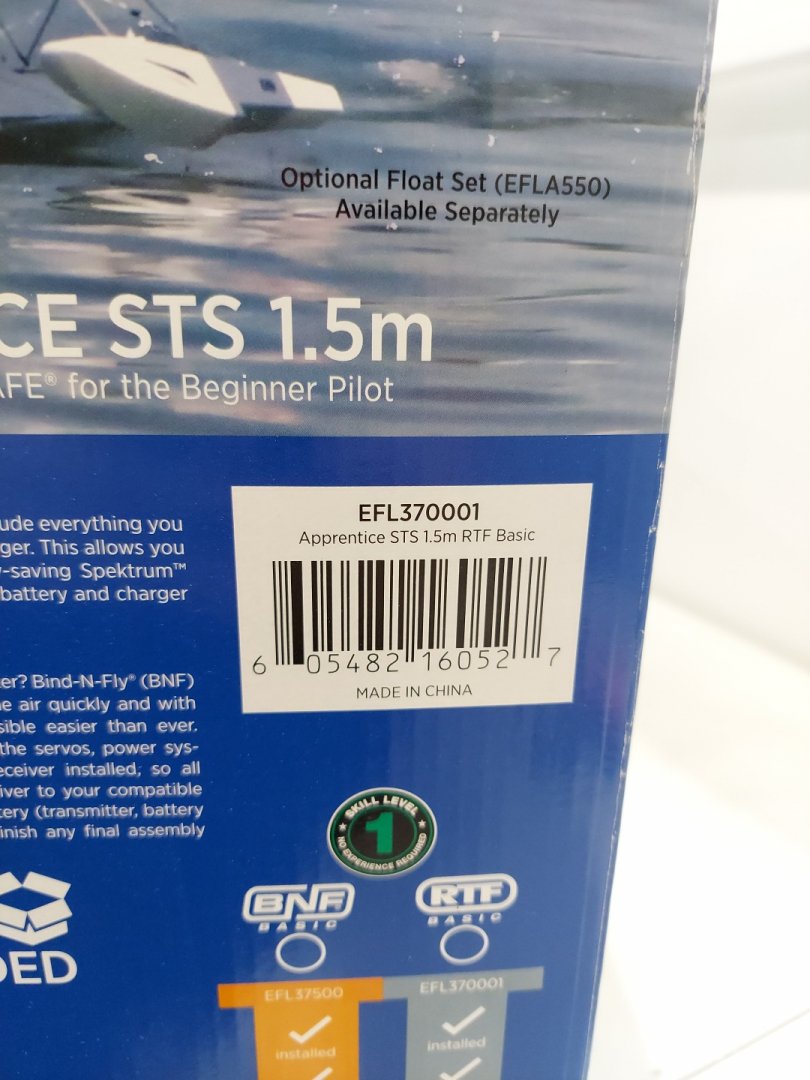 Optional Float Set (EFLA550)
Available Separately
CE STS 1.5m
AFE® for the Beginner Pilot
ude everything you
ger. This allows you
-saving Spektrum™
battery and charger
EFL370001
Apprentice STS 1.5m RTF Basic
6 05482 16052 7
MADE IN CHINA
er? Bind-N-Fly® (BNF)
e air quickly and with
sible easier than ever.
the servos, power sys-
eceiver installed; so all
iver to your compatible
tery (transmitter, battery
inish any final assembly
SKILL LEVEL
1
NO EXPERIENCE REQUIRED
BNF
BASIC
RTF
BASIC
DED
EFL37500
EFL370001
installed
installed